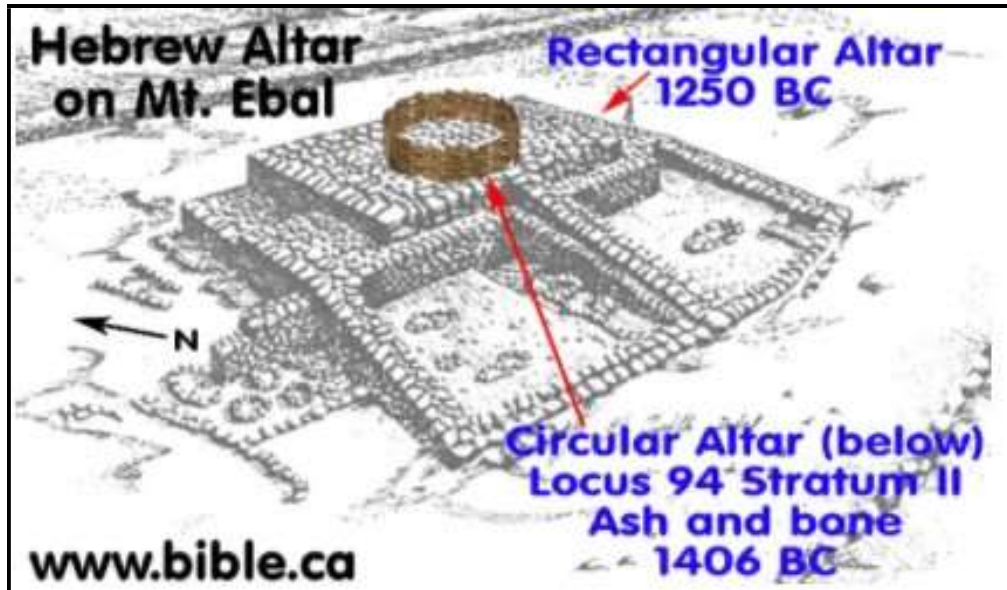 Hebrew Altar
on Mt. Ebal
Rectangular Altar
1250 BC
N
Circular Altar (below)
Locus 94 Stratum II
Ash and bone
1406 BC
www.bible.ca